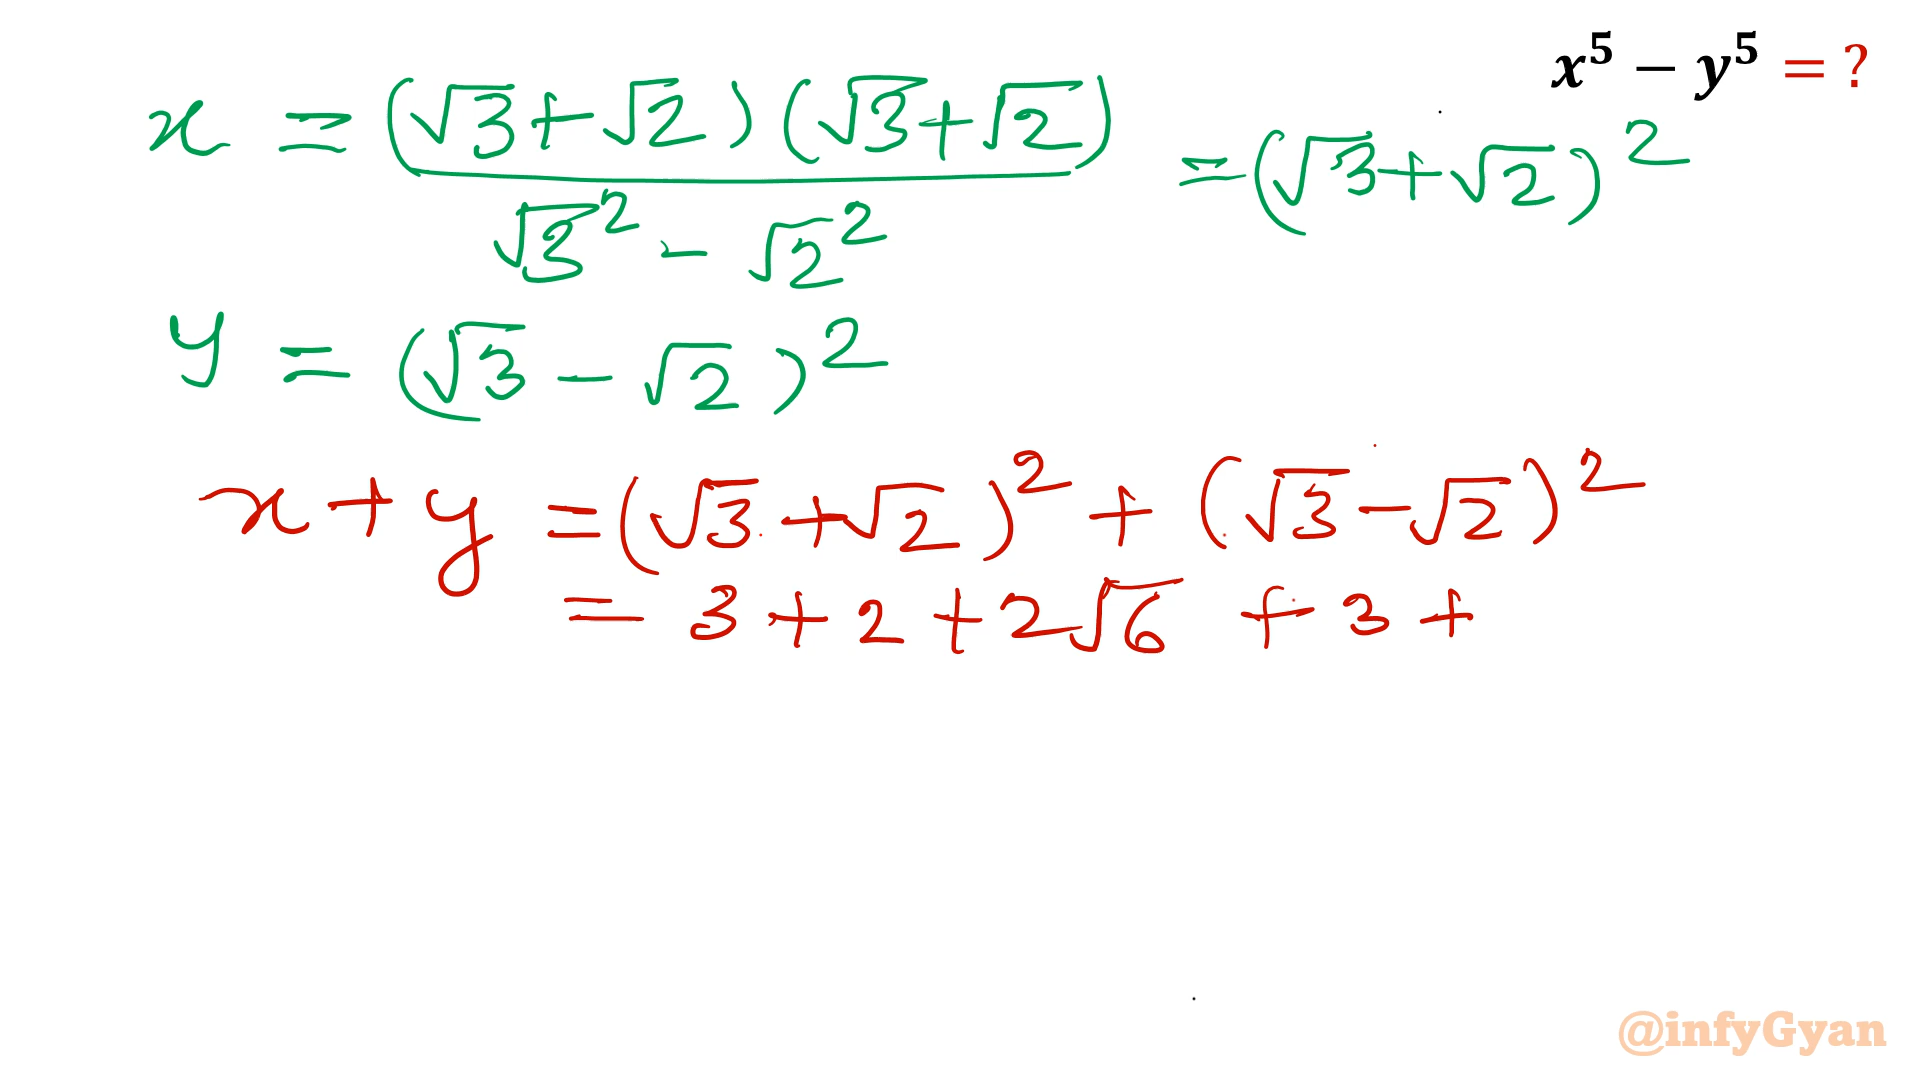 x⁵ − y⁵ = ?
x = (√3+√2)(√3+√2) / √3² − √2² = (√3+√2)²
y = (√3 − √2)²
x+y = (√3+√2)² + (√3−√2)²
= 3+2+2√6 + 3+
@infyGyan